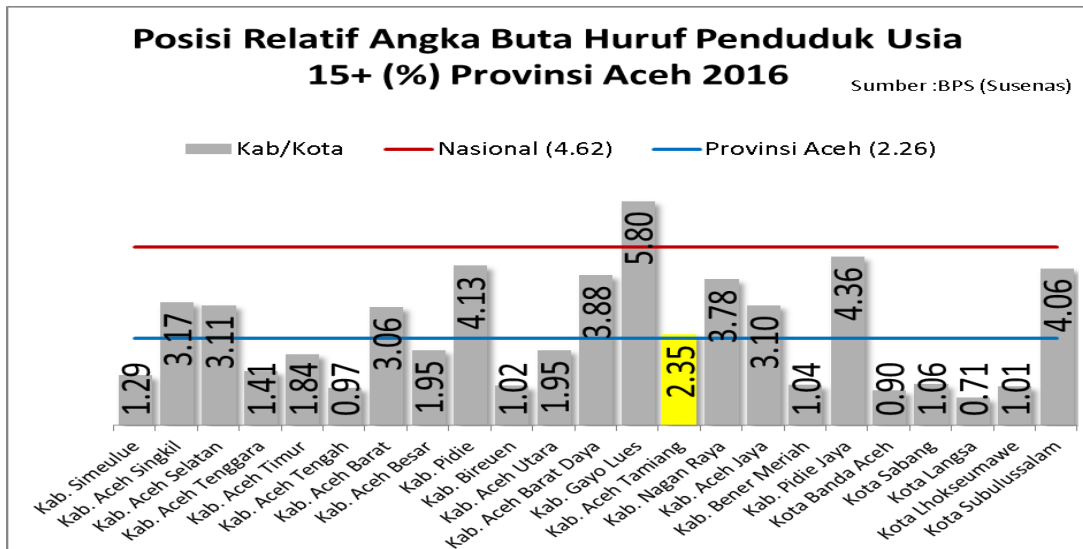 Posisi Relatif Angka Buta Huruf Penduduk Usia
15+ (%) Provinsi Aceh 2016
Sumber :BPS (Susenas)
Kab/Kota
Nasional (4.62)
Provinsi Aceh (2.26)
1.29
3.17
3.11
1.41
1.84
0.97
3.06
1.95
4.13
1.02
1.95
3.88
5.80
2.35
3.78
3.10
1.04
4.36
0.90
1.06
0.71
1.01
4.06
Kab. Simeulue
Kab. Aceh Singkil
Kab. Aceh Selatan
Kab. Aceh Tenggara
Kab. Aceh Timur
Kab. Aceh Tengah
Kab. Aceh Barat
Kab. Aceh Besar
Kab. Pidie
Kab. Bireuen
Kab. Aceh Utara
Kab. Aceh Barat Daya
Kab. Gayo Lues
Kab. Aceh Tamiang
Kab. Nagan Raya
Kab. Aceh Jaya
Kab. Bener Meriah
Kab. Pidie Jaya
Kota Banda Aceh
Kota Sabang
Kota Langsa
Kota Lhokseumawe
Kota Subulussalam